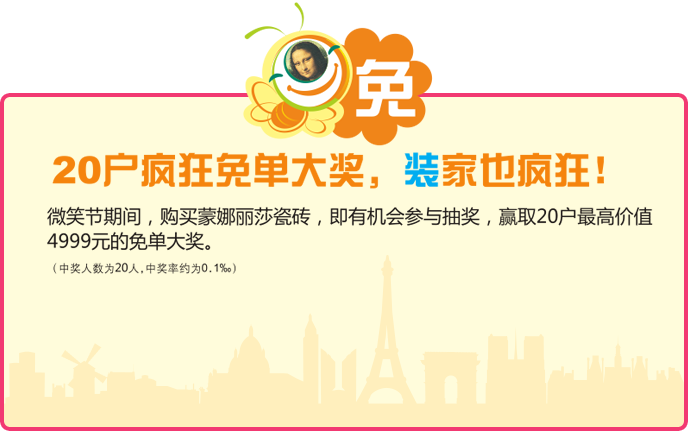 免
20户疯狂免单大奖，装家也疯狂！
微笑节期间，购买蒙娜丽莎瓷砖，即有机会参与抽奖，赢取20户最高价值
4999元的免单大奖。
（中奖人数为20人,中奖率约为0.1‰）